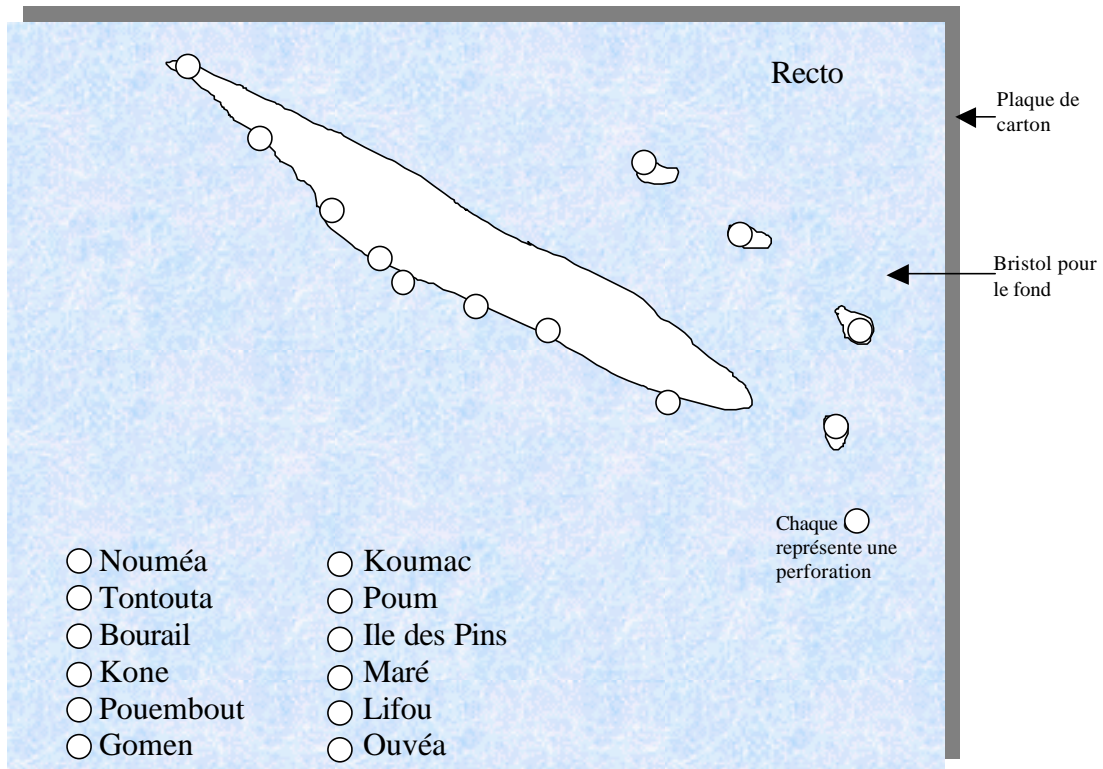 Recto
Plaque de
carton
Bristol pour
le fond
Chaque
représente une
perforation
Nouméa
Tontouta
Bourail
Kone
Pouembout
Gomen
Koumac
Poum
Ile des Pins
Maré
Lifou
Ouvéa